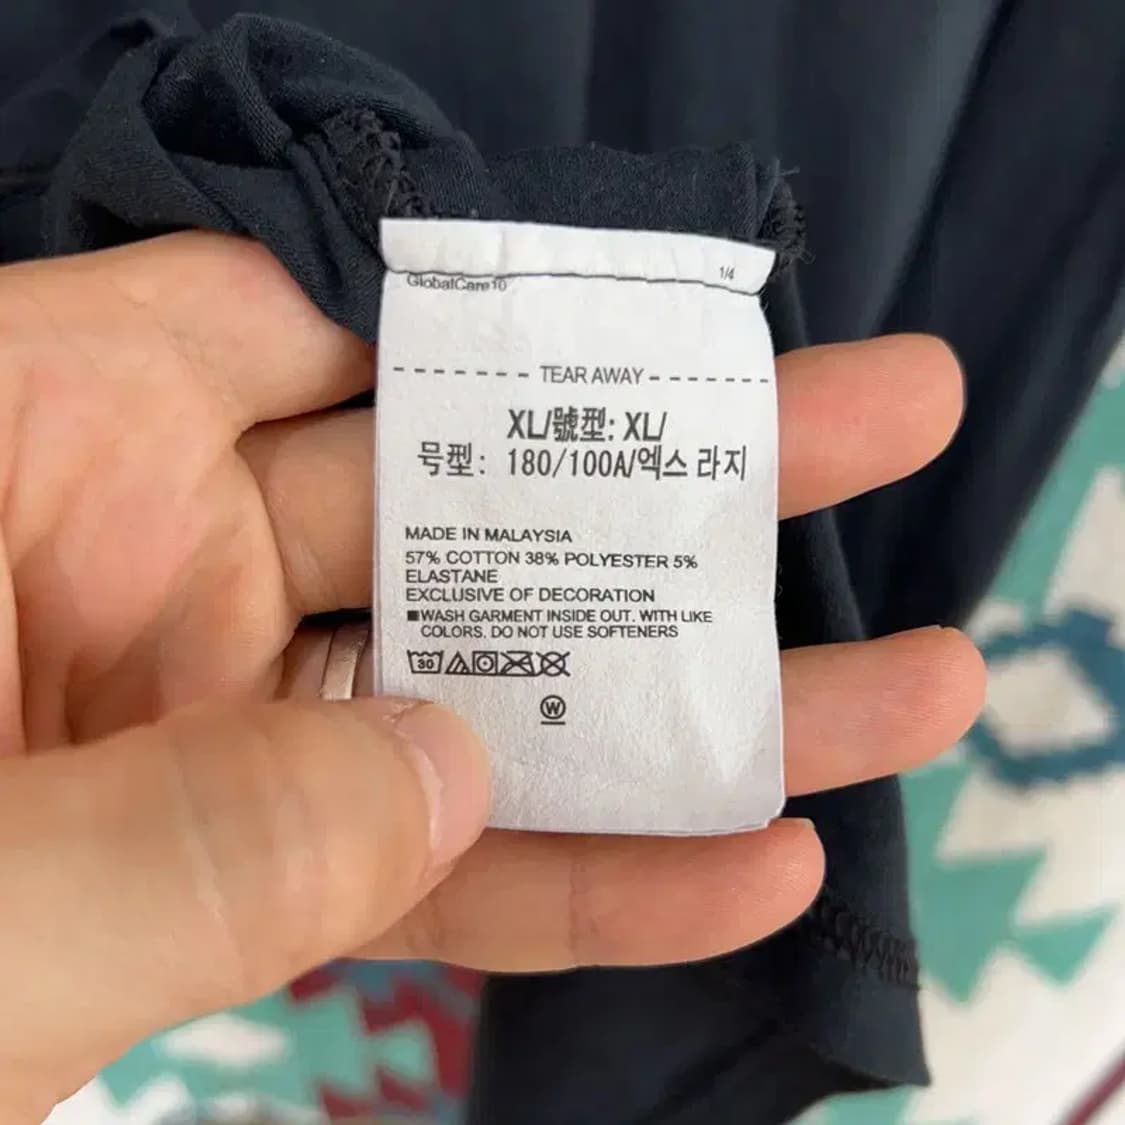 GlobalCare10 1/4
TEAR AWAY
XL/號型: XL/
号型: 180/100A/엑스 라지
MADE IN MALAYSIA
57% COTTON 38% POLYESTER 5%
ELASTANE
EXCLUSIVE OF DECORATION
■WASH GARMENT INSIDE OUT. WITH LIKE
COLORS. DO NOT USE SOFTENERS
30
W